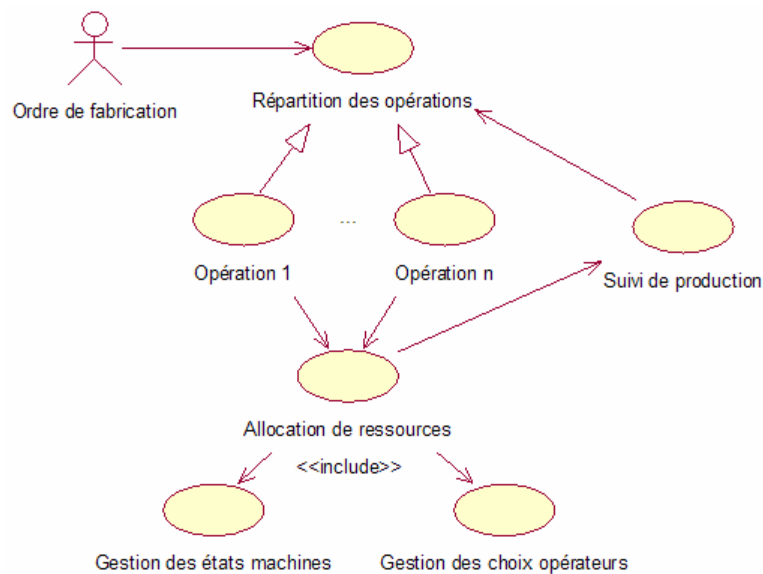 Ordre de fabrication
Répartition des opérations
...
Opération 1
Opération n
Suivi de production
Allocation de ressources
<<include>>
Gestion des états machines
Gestion des choix opérateurs